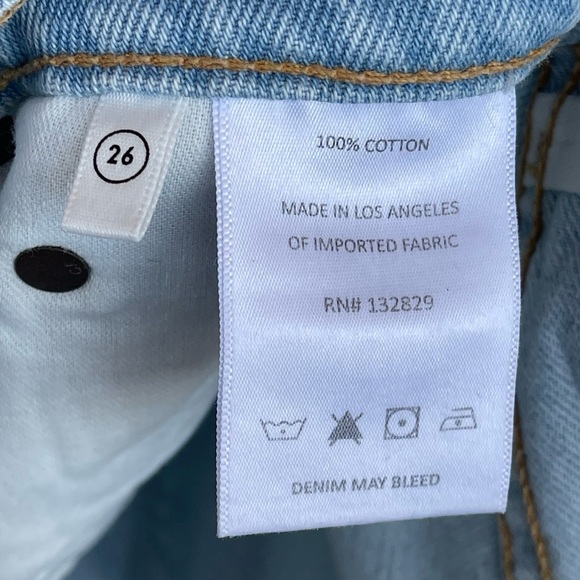 26
100% COTTON
MADE IN LOS ANGELES
OF IMPORTED FABRIC
RN# 132829
DENIM MAY BLEED